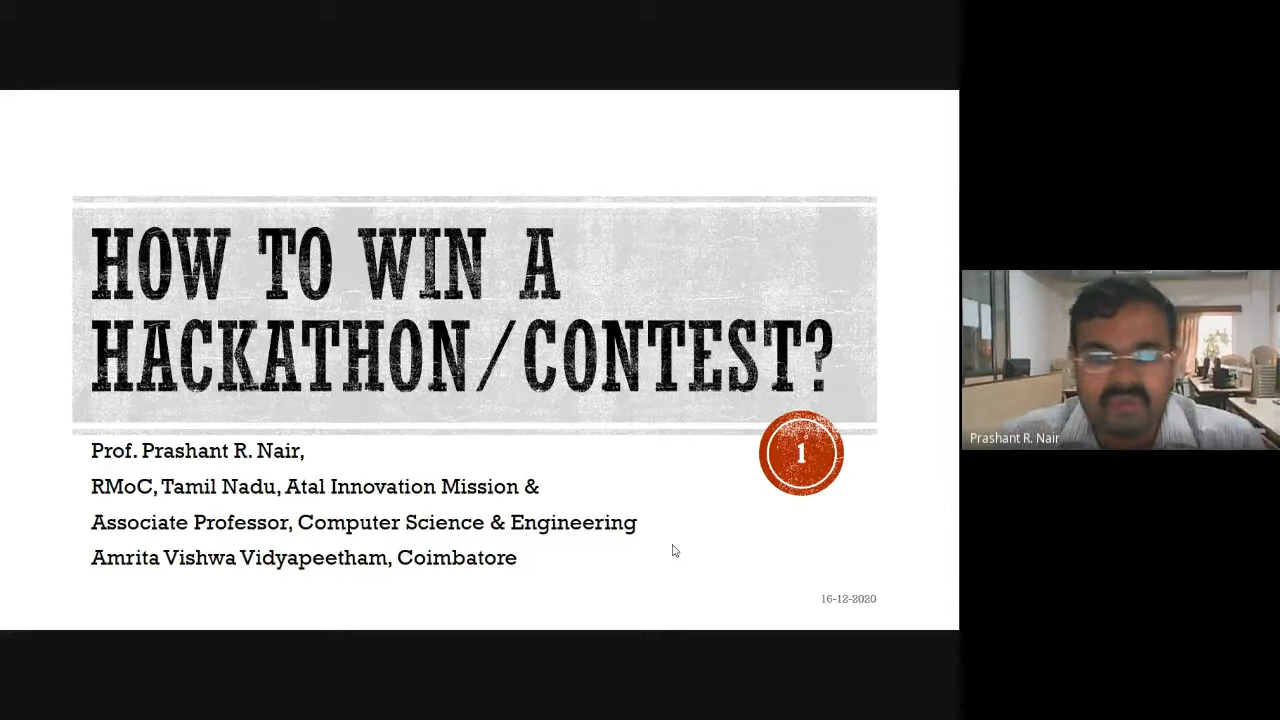 HOW TO WIN A
HACKATHON/CONTEST?
Prof. Prashant R. Nair,
RMoC, Tamil Nadu, Atal Innovation Mission &
Associate Professor, Computer Science & Engineering
Amrita Vishwa Vidyapeetham, Coimbatore
1
16-12-2020
Prashant R. Nair